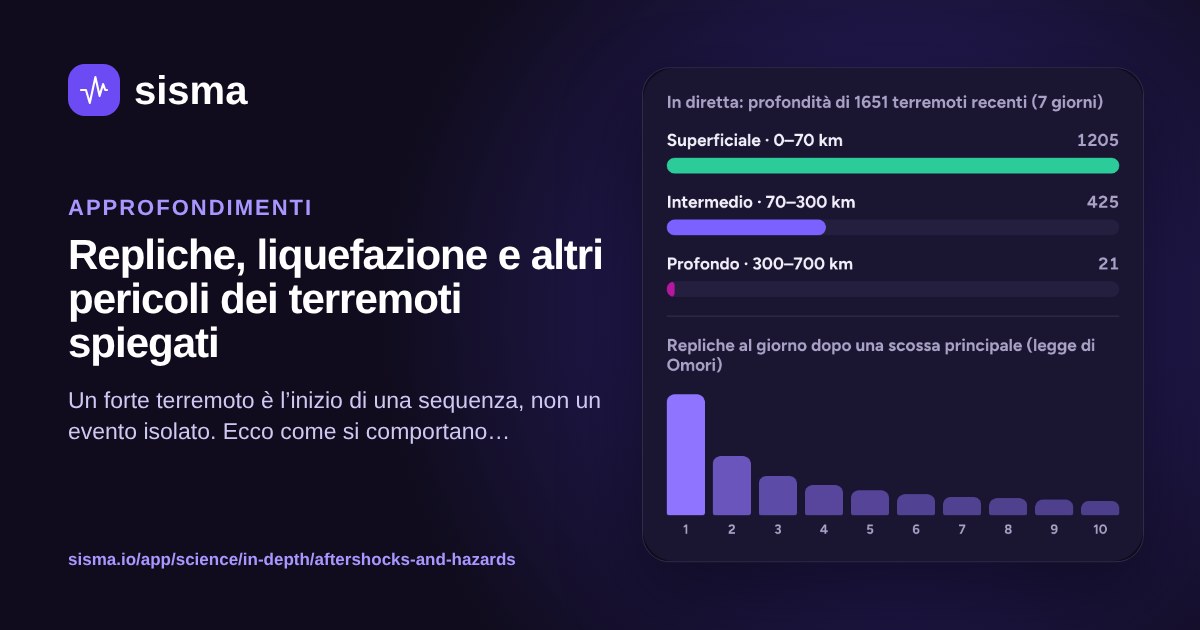 sisma
APPROFONDIMENTI
Repliche, liquefazione e altri
pericoli dei terremoti
spiegati
Un forte terremoto è l’inizio di una sequenza, non un
evento isolato. Ecco come si comportano…
sisma.io/app/science/in-depth/aftershocks-and-hazards
In diretta: profondità di 1651 terremoti recenti (7 giorni)
Superficiale · 0–70 km 1205
Intermedio · 70–300 km 425
Profondo · 300–700 km 21
Repliche al giorno dopo una scossa principale (legge di
Omori)
1 2 3 4 5 6 7 8 9 10